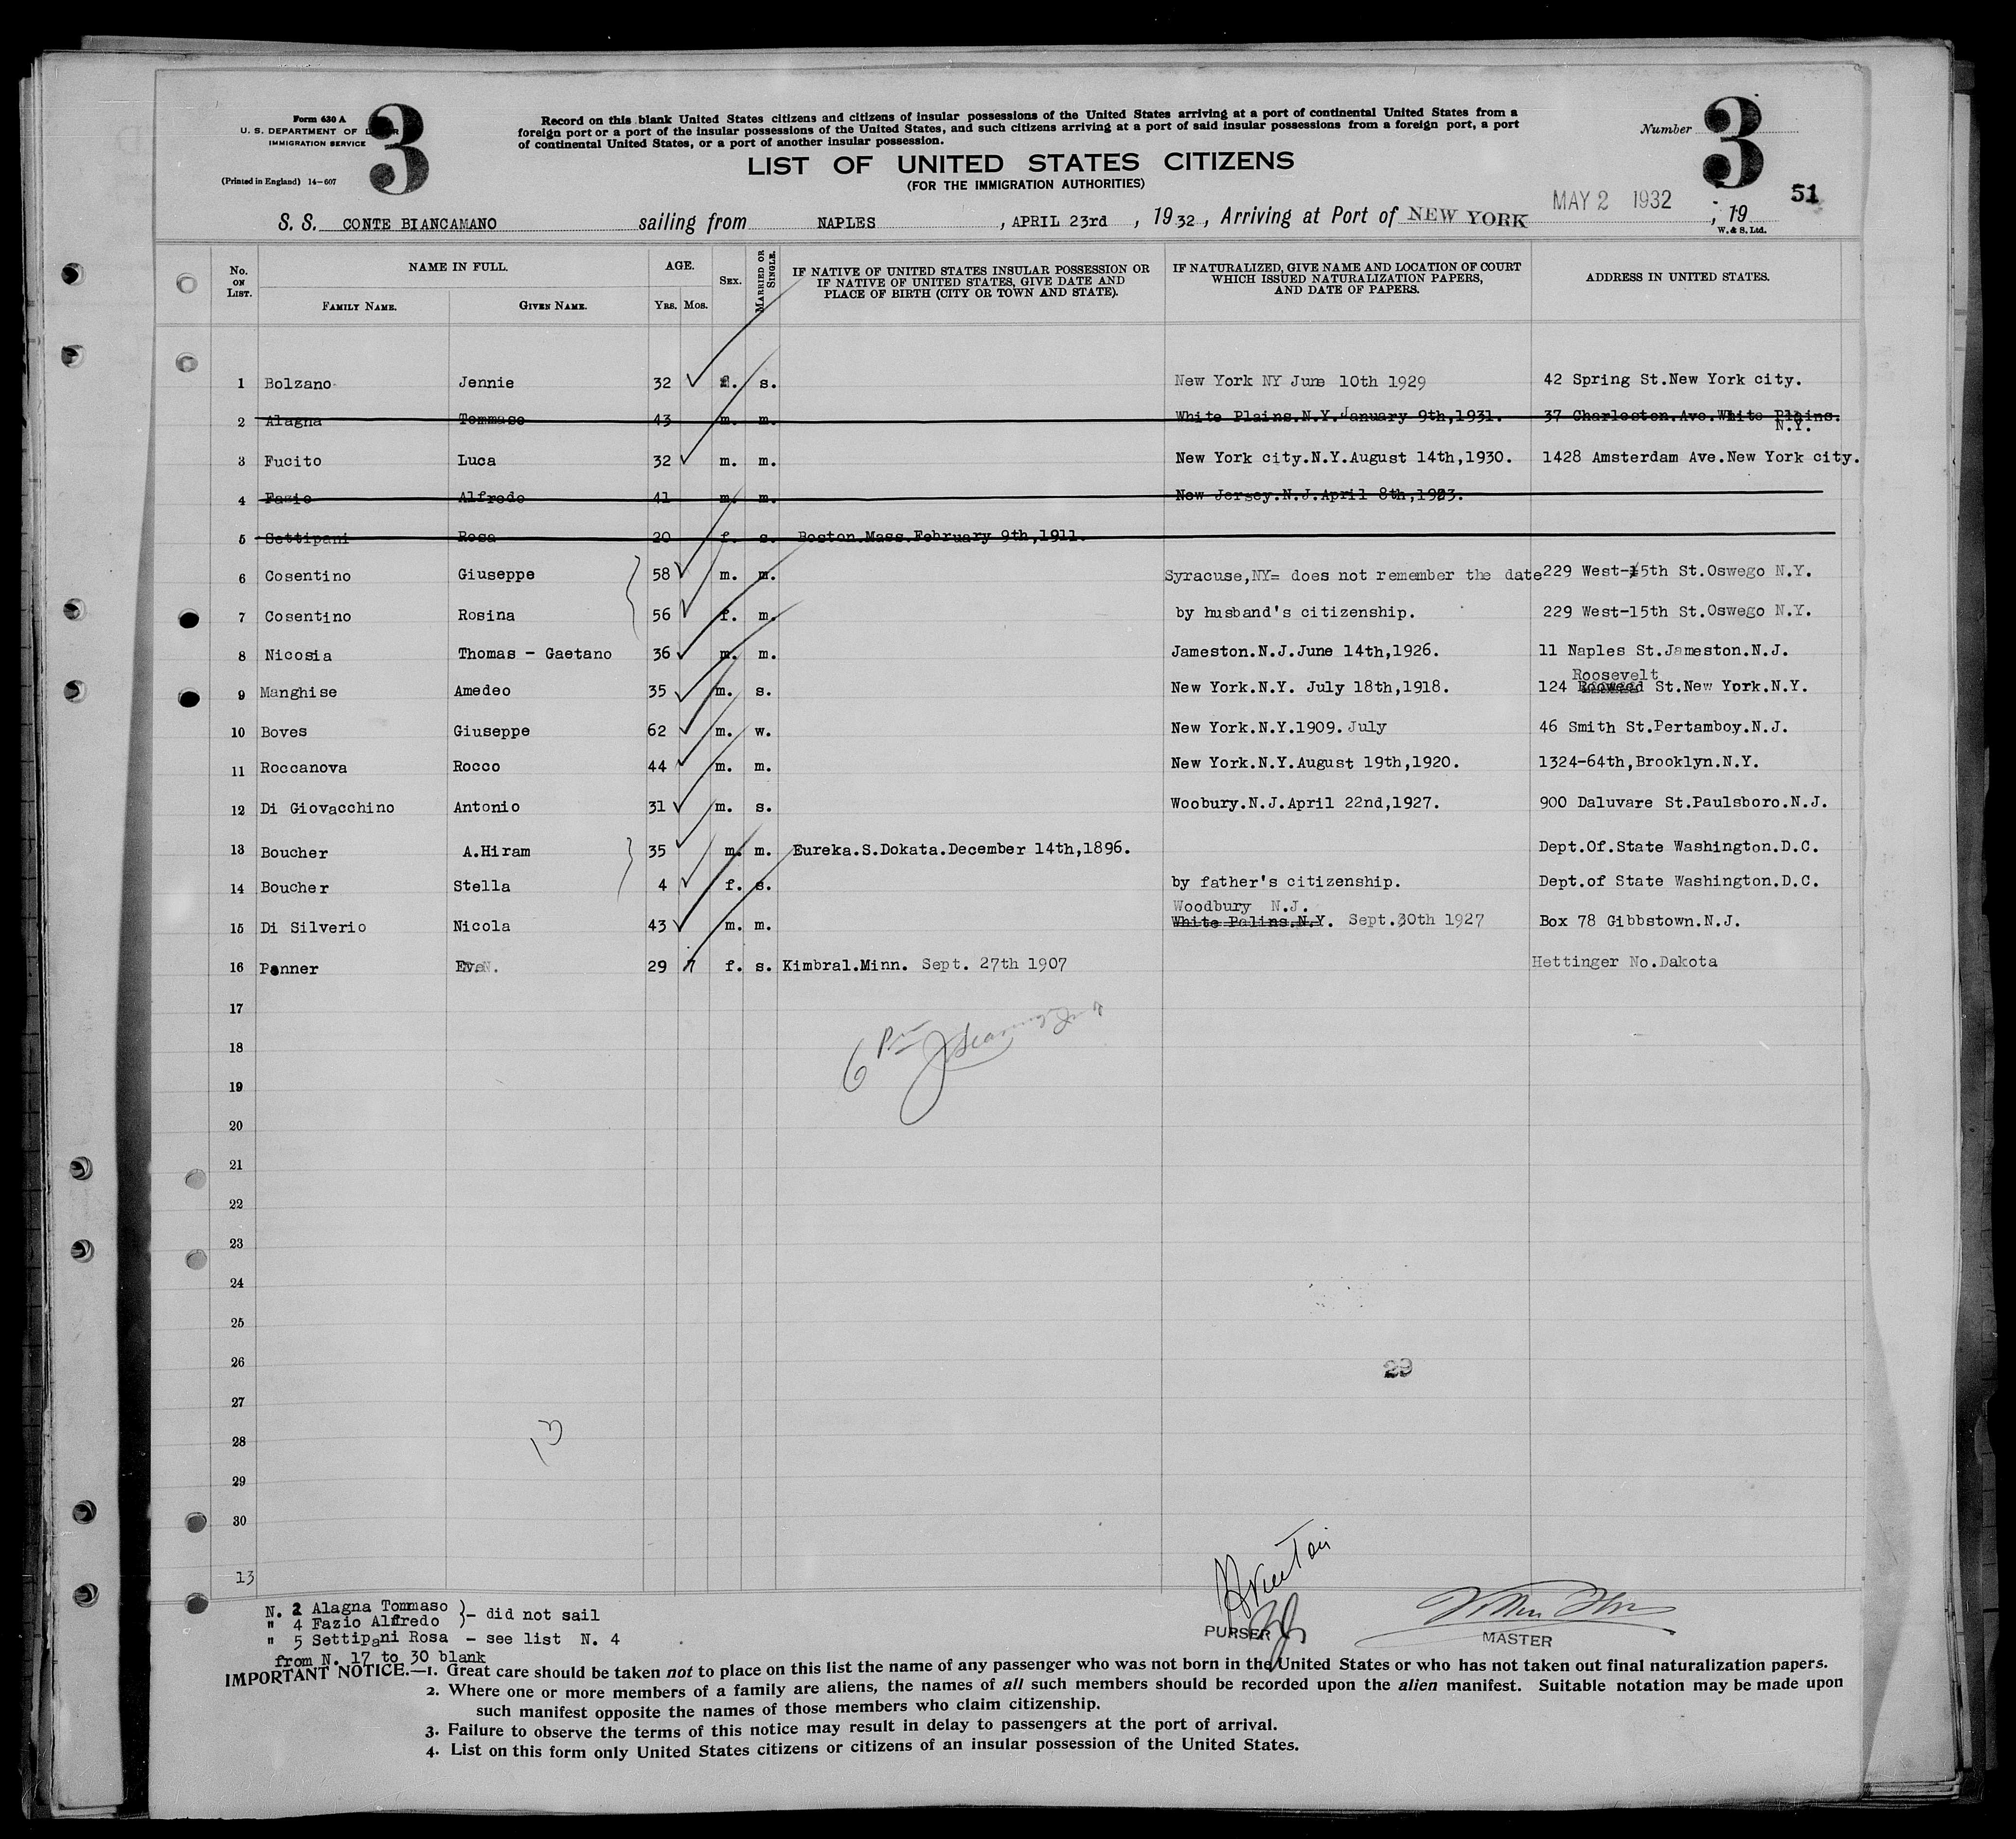 Form 630 A
U. S. DEPARTMENT OF LABOR
IMMIGRATION SERVICE
(Printed in England) 14—607
3
Record on this blank United States citizens and citizens of insular possessions of the United States arriving at a port of continental United States from a
foreign port or a port of the insular possessions of the United States, and such citizens arriving at a port of said insular possessions from a foreign port, a port
of continental United States, or a port of another insular possession.
LIST OF UNITED STATES CITIZENS
(FOR THE IMMIGRATION AUTHORITIES)
Number 3
51
S. S. CONTE BIANCAMANO sailing from NAPLES , APRIL 23rd , 1932, Arriving at Port of NEW YORK MAY 2 1932 , 19
W. & S. Ltd.
No. ON LIST. NAME IN FULL. AGE. SEX. MARRIED OR SINGLE. IF NATIVE OF UNITED STATES INSULAR POSSESSION OR IF NATIVE OF UNITED STATES, GIVE DATE AND PLACE OF BIRTH (CITY OR TOWN AND STATE). IF NATURALIZED, GIVE NAME AND LOCATION OF COURT WHICH ISSUED NATURALIZATION PAPERS, AND DATE OF PAPERS. ADDRESS IN UNITED STATES.
FAMILY NAME. GIVEN NAME. YRS. MOS.
1 Bolzano Jennie 32 f. s. New York NY June 10th 1929 42 Spring St.New York city.
2 Alagna Tommaso 43 m. m. White Plains.N.Y.January 9th,1931. 37 Charleston.Ave.White Plains.
N.Y.
3 Fucito Luca 32 m. m. New York city.N.Y.August 14th,1930. 1428 Amsterdam Ave.New York city.
4 Fazio Alfredo 41 m. m. New Jersey.N.J.April 8th,1923.
5 Settipani Rosa 20 f. s. Boston.Mass.February 9th,1911.
6 Cosentino Giuseppe 58 m. m. Syracuse,NY= does not remember the date 229 West-15th St.Oswego N.Y.
7 Cosentino Rosina 56 f. m. by husband's citizenship. 229 West-15th St.Oswego N.Y.
8 Nicosia Thomas - Gaetano 36 m. m. Jameston.N.J.June 14th,1926. 11 Naples St.Jameston.N.J.
Roosevelt
9 Manghise Amedeo 35 m. s. New York.N.Y. July 18th,1918. 124 St.New York.N.Y.
10 Boves Giuseppe 62 m. w. New York.N.Y.1909. July 46 Smith St.Pertamboy.N.J.
11 Roccanova Rocco 44 m. m. New York.N.Y.August 19th,1920. 1324-64th,Brooklyn.N.Y.
12 Di Giovacchino Antonio 31 m. s. Woobury.N.J.April 22nd,1927. 900 Daluvare St.Paulsboro.N.J.
13 Boucher A.Hiram 35 m. m. Eureka.S.Dokata.December 14th,1896. Dept.Of.State Washington.D.C.
14 Boucher Stella 4 f. s. by father's citizenship. Dept.of State Washington.D.C.
Woodbury N.J.
15 Di Silverio Nicola 43 m. m. White Palins.N.Y. Sept.30th 1927 Box 78 Gibbstown.N.J.
16 Penner 29 7 f. s. Kimbral.Minn. Sept. 27th 1907 Hettinger No.Dakota
17
18
19
20
21
22
23
24
25
26
29
27
28
13
29
30
13
N. 2 Alagna Tommaso )
" 4 Fazio Alfredo )- did not sail
" 5 Settipani Rosa - see list N. 4
from N. 17 to 30 blank
PURSER
MASTER
IMPORTANT NOTICE.—1. Great care should be taken not to place on this list the name of any passenger who was not born in the United States or who has not taken out final naturalization papers.
2. Where one or more members of a family are aliens, the names of all such members should be recorded upon the alien manifest. Suitable notation may be made upon
such manifest opposite the names of those members who claim citizenship.
3. Failure to observe the terms of this notice may result in delay to passengers at the port of arrival.
4. List on this form only United States citizens or citizens of an insular possession of the United States.